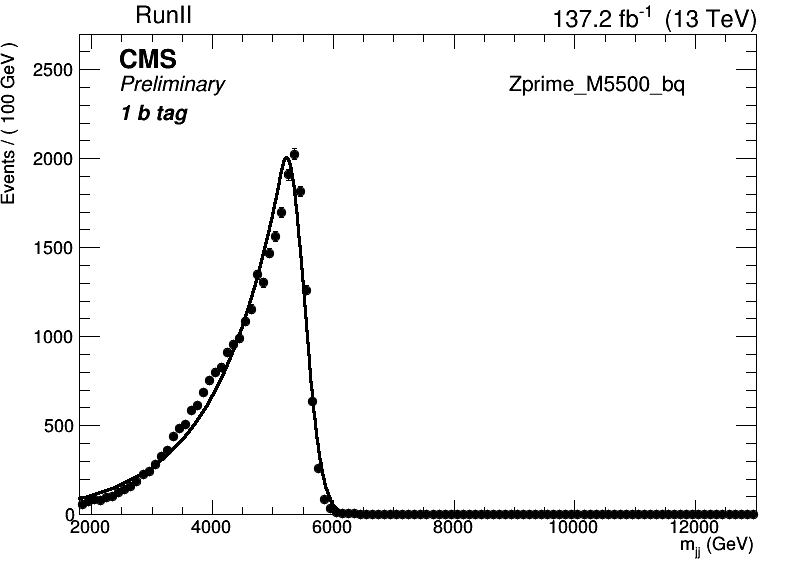 RunII
137.2 fb⁻¹ (13 TeV)
CMS
Preliminary
1 b tag
Zprime_M5500_bq
Events / ( 100 GeV )
2500
2000
1500
1000
500
0
2000 4000 6000 8000 10000 12000
m_jj (GeV)